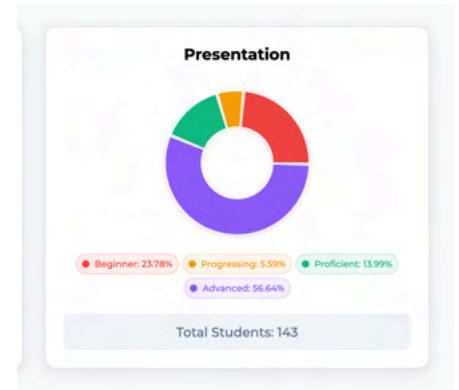 Presentation
Beginner: 23.78% Progressing: 5.59% Proficient: 13.99%
Advanced: 56.64%
Total Students: 143